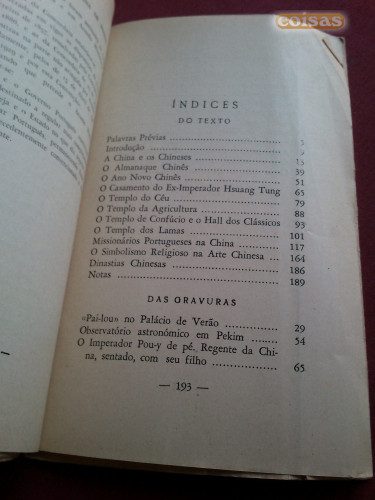 coisas
ÍNDICES
DO TEXTO
Palavras Prévias 5
Introdução
A China e os Chineses 13
O Almanaque Chinês 39
O Ano Novo Chinês 51
O Casamento do Ex-Imperador Hsuang Tung 65
O Templo do Céu 79
O Templo da Agricultura 88
O Templo de Confúcio e o Hall dos Clássicos 93
O Templo dos Lamas 101
Missionários Portugueses na China 117
O Simbolismo Religioso na Arte Chinesa 164
Dinastias Chinesas 186
Notas 189
DAS GRAVURAS
«Pai-lou» no Palácio de Verão 29
Observatório astronómico em Pekim 54
O Imperador Pou-y de pé. Regente da Chi-
na, sentado, com seu filho 65
— 193 —